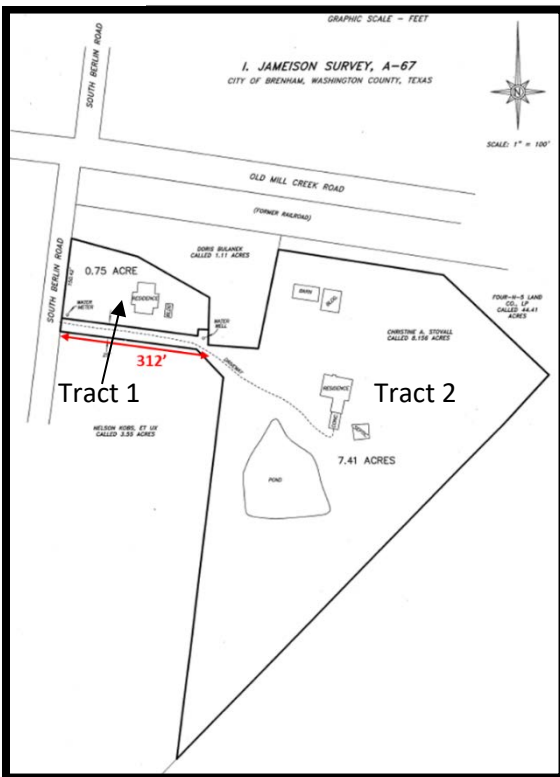 GRAPHIC SCALE - FEET
I. JAMEISON SURVEY, A-67
CITY OF BRENHAM, WASHINGTON COUNTY, TEXAS
N
SCALE: 1" = 100'
SOUTH BERLIN ROAD
OLD MILL CREEK ROAD
(FORMER RAILROAD)
DORIS BULANEK
CALLED 1.11 ACRES
0.75 ACRE
SOUTH BERLIN ROAD
WATER
METER
RESIDENCE
BLDG
WATER
WELL
BARN
BLDG
FOUR-H-S LAND
CO., LP
CALLED 44.41
ACRES
CHRISTINE A. STOVALL
CALLED 8.156 ACRES
312'
DRIVEWAY
Tract 1
RESIDENCE
Tract 2
NELSON KOBS, ET UX
CALLED 3.55 ACRES
7.41 ACRES
POND